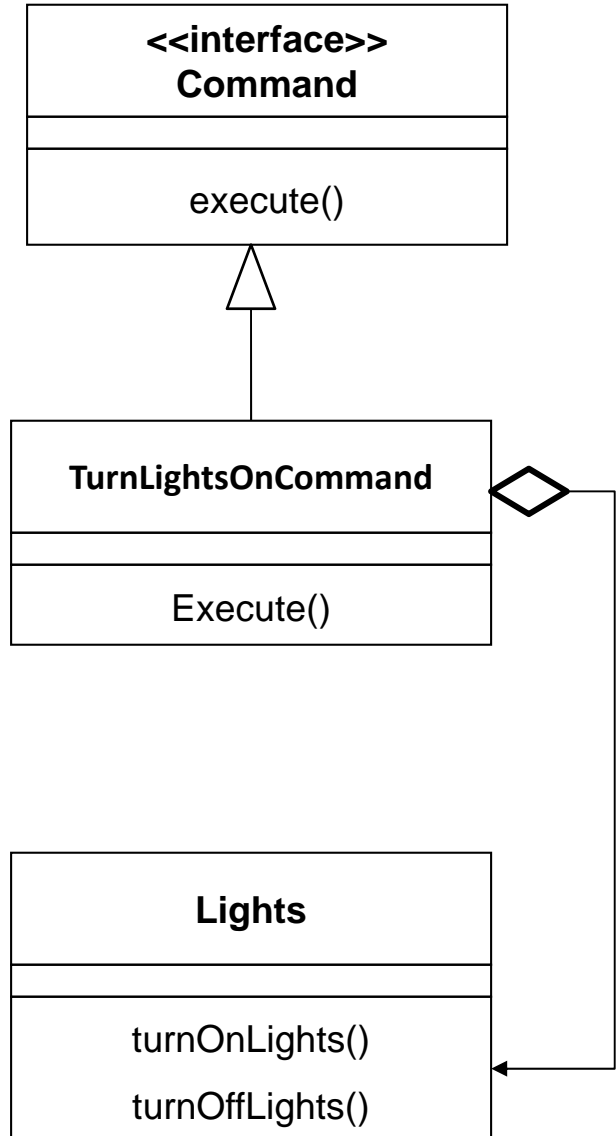 <<interface>>
Command
execute()
TurnLightsOnCommand
Execute()
Lights
turnOnLights()
turnOffLights()